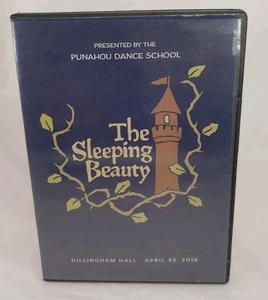 PRESENTED BY THE
PUNAHOU DANCE SCHOOL
The
Sleeping
Beauty
DILLINGHAM HALL APRIL 22, 2016